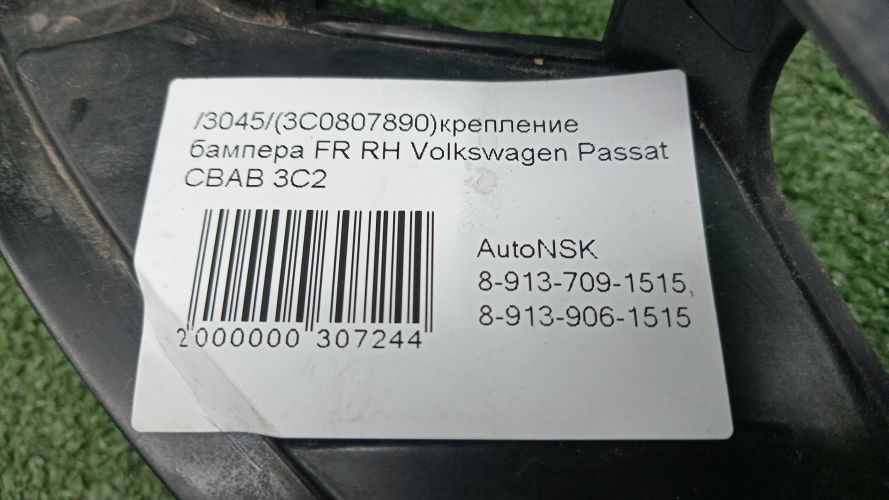 /3045/(3C0807890)крепление
бампера FR RH Volkswagen Passat
CBAB 3C2
AutoNSK
8-913-709-1515,
8-913-906-1515
2000000 307244